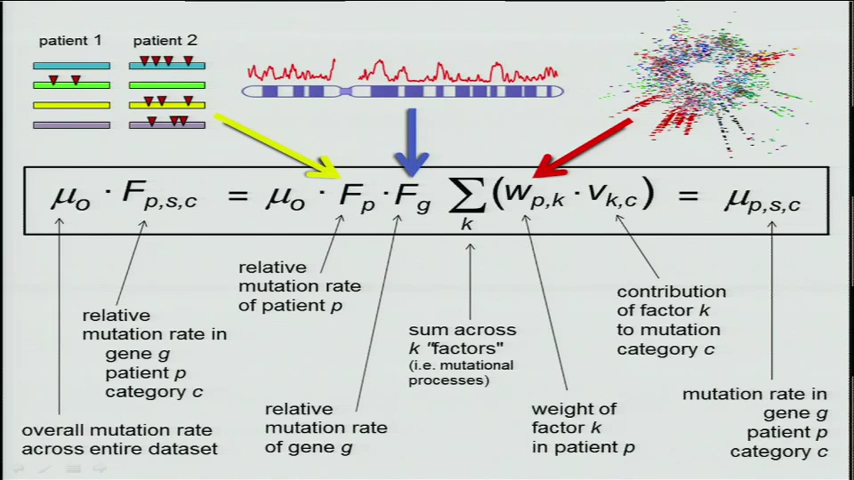 patient 1 patient 2
μo · Fp,s,c = μo · Fp · Fg ∑k (wp,k · vk,c) = μp,s,c
relative
mutation rate
of patient p
relative
mutation rate in
gene g
patient p
category c
overall mutation rate
across entire dataset
relative
mutation rate
of gene g
sum across
k "factors"
(i.e. mutational
processes)
weight of
factor k
in patient p
contribution
of factor k
to mutation
category c
mutation rate in
gene g
patient p
category c